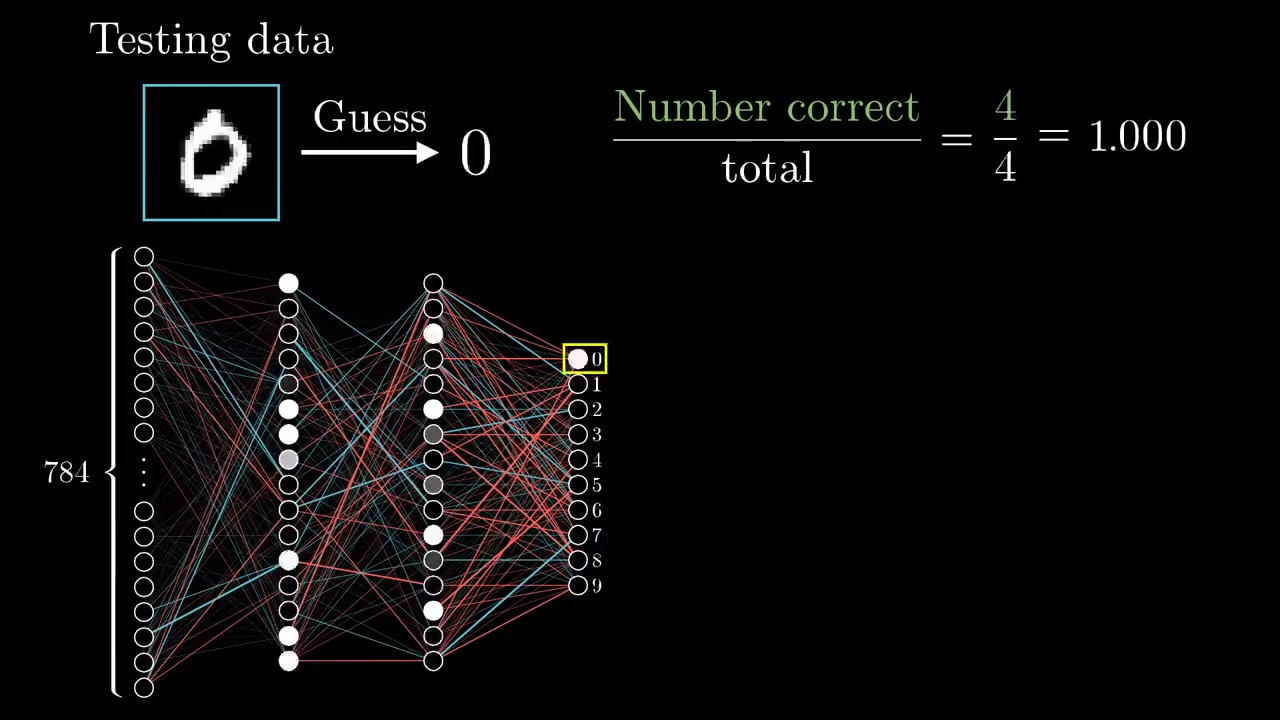 Testing data
Guess
0
Number correct
total
= 4/4 = 1.000
784
0
1
2
3
4
5
6
7
8
9